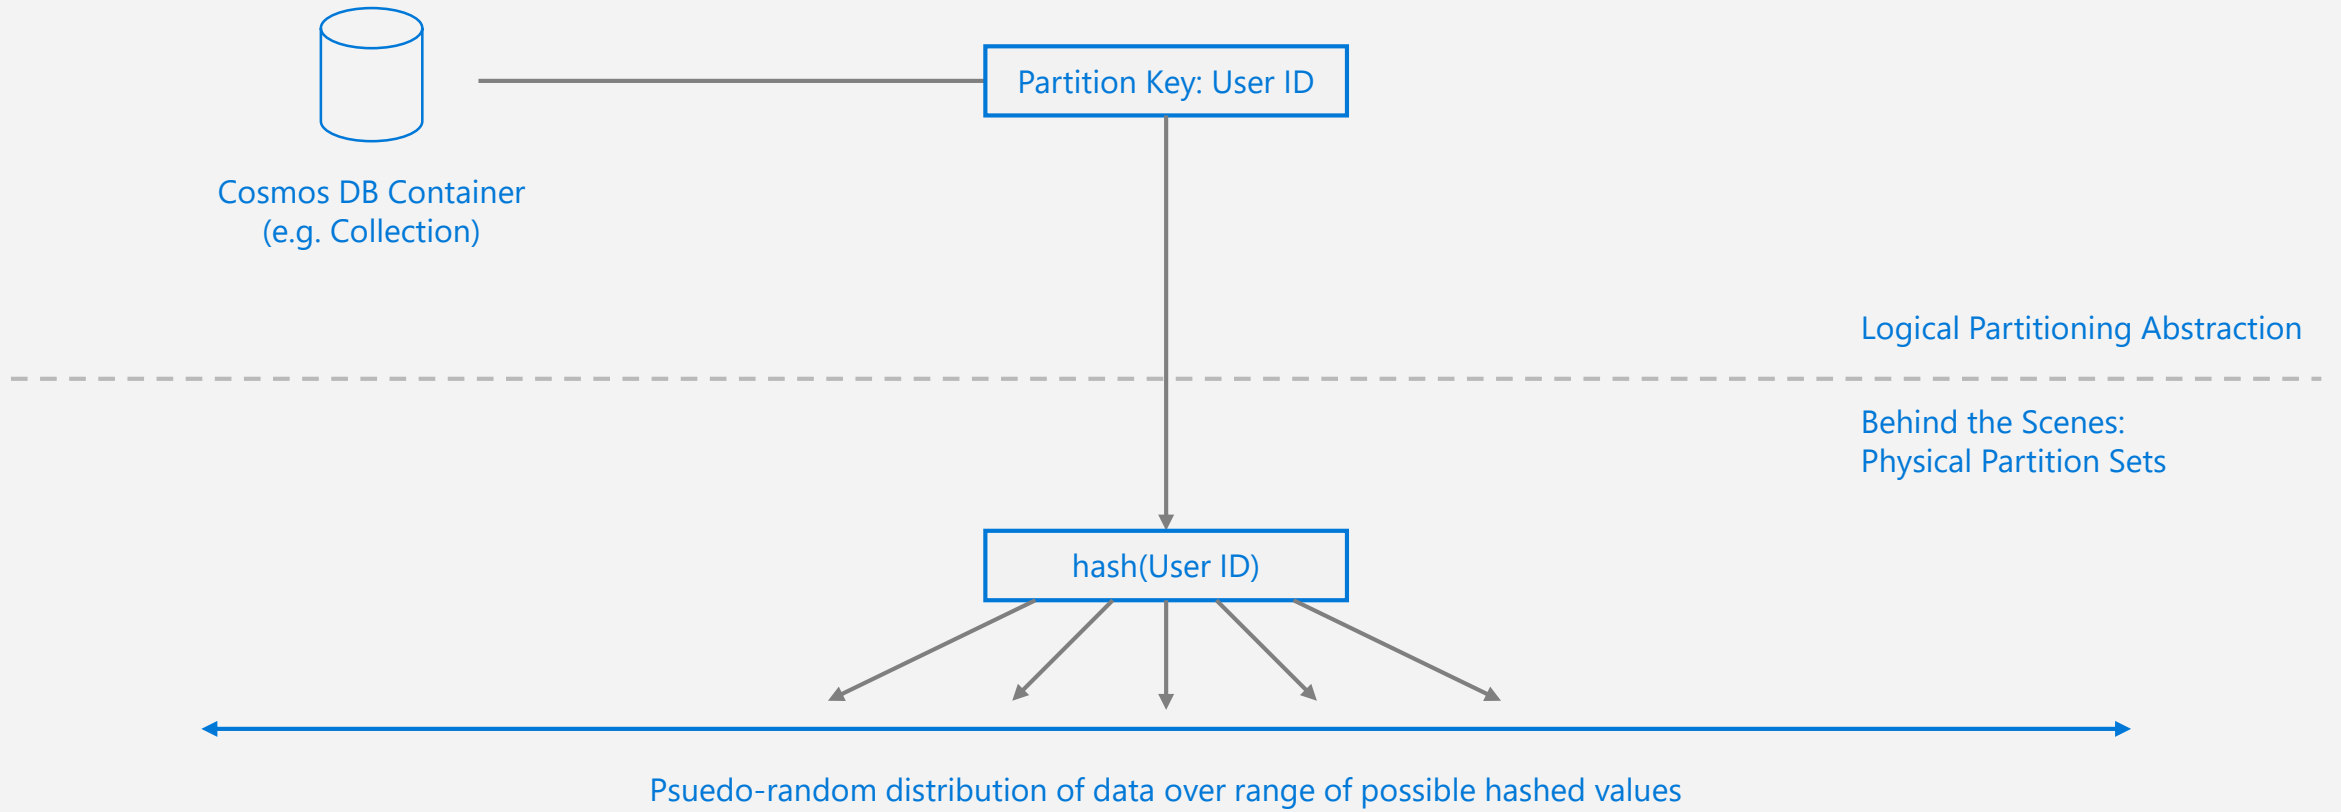 Partition Key: User ID
Cosmos DB Container
(e.g. Collection)
Logical Partitioning Abstraction
Behind the Scenes:
Physical Partition Sets
hash(User ID)
Psuedo-random distribution of data over range of possible hashed values